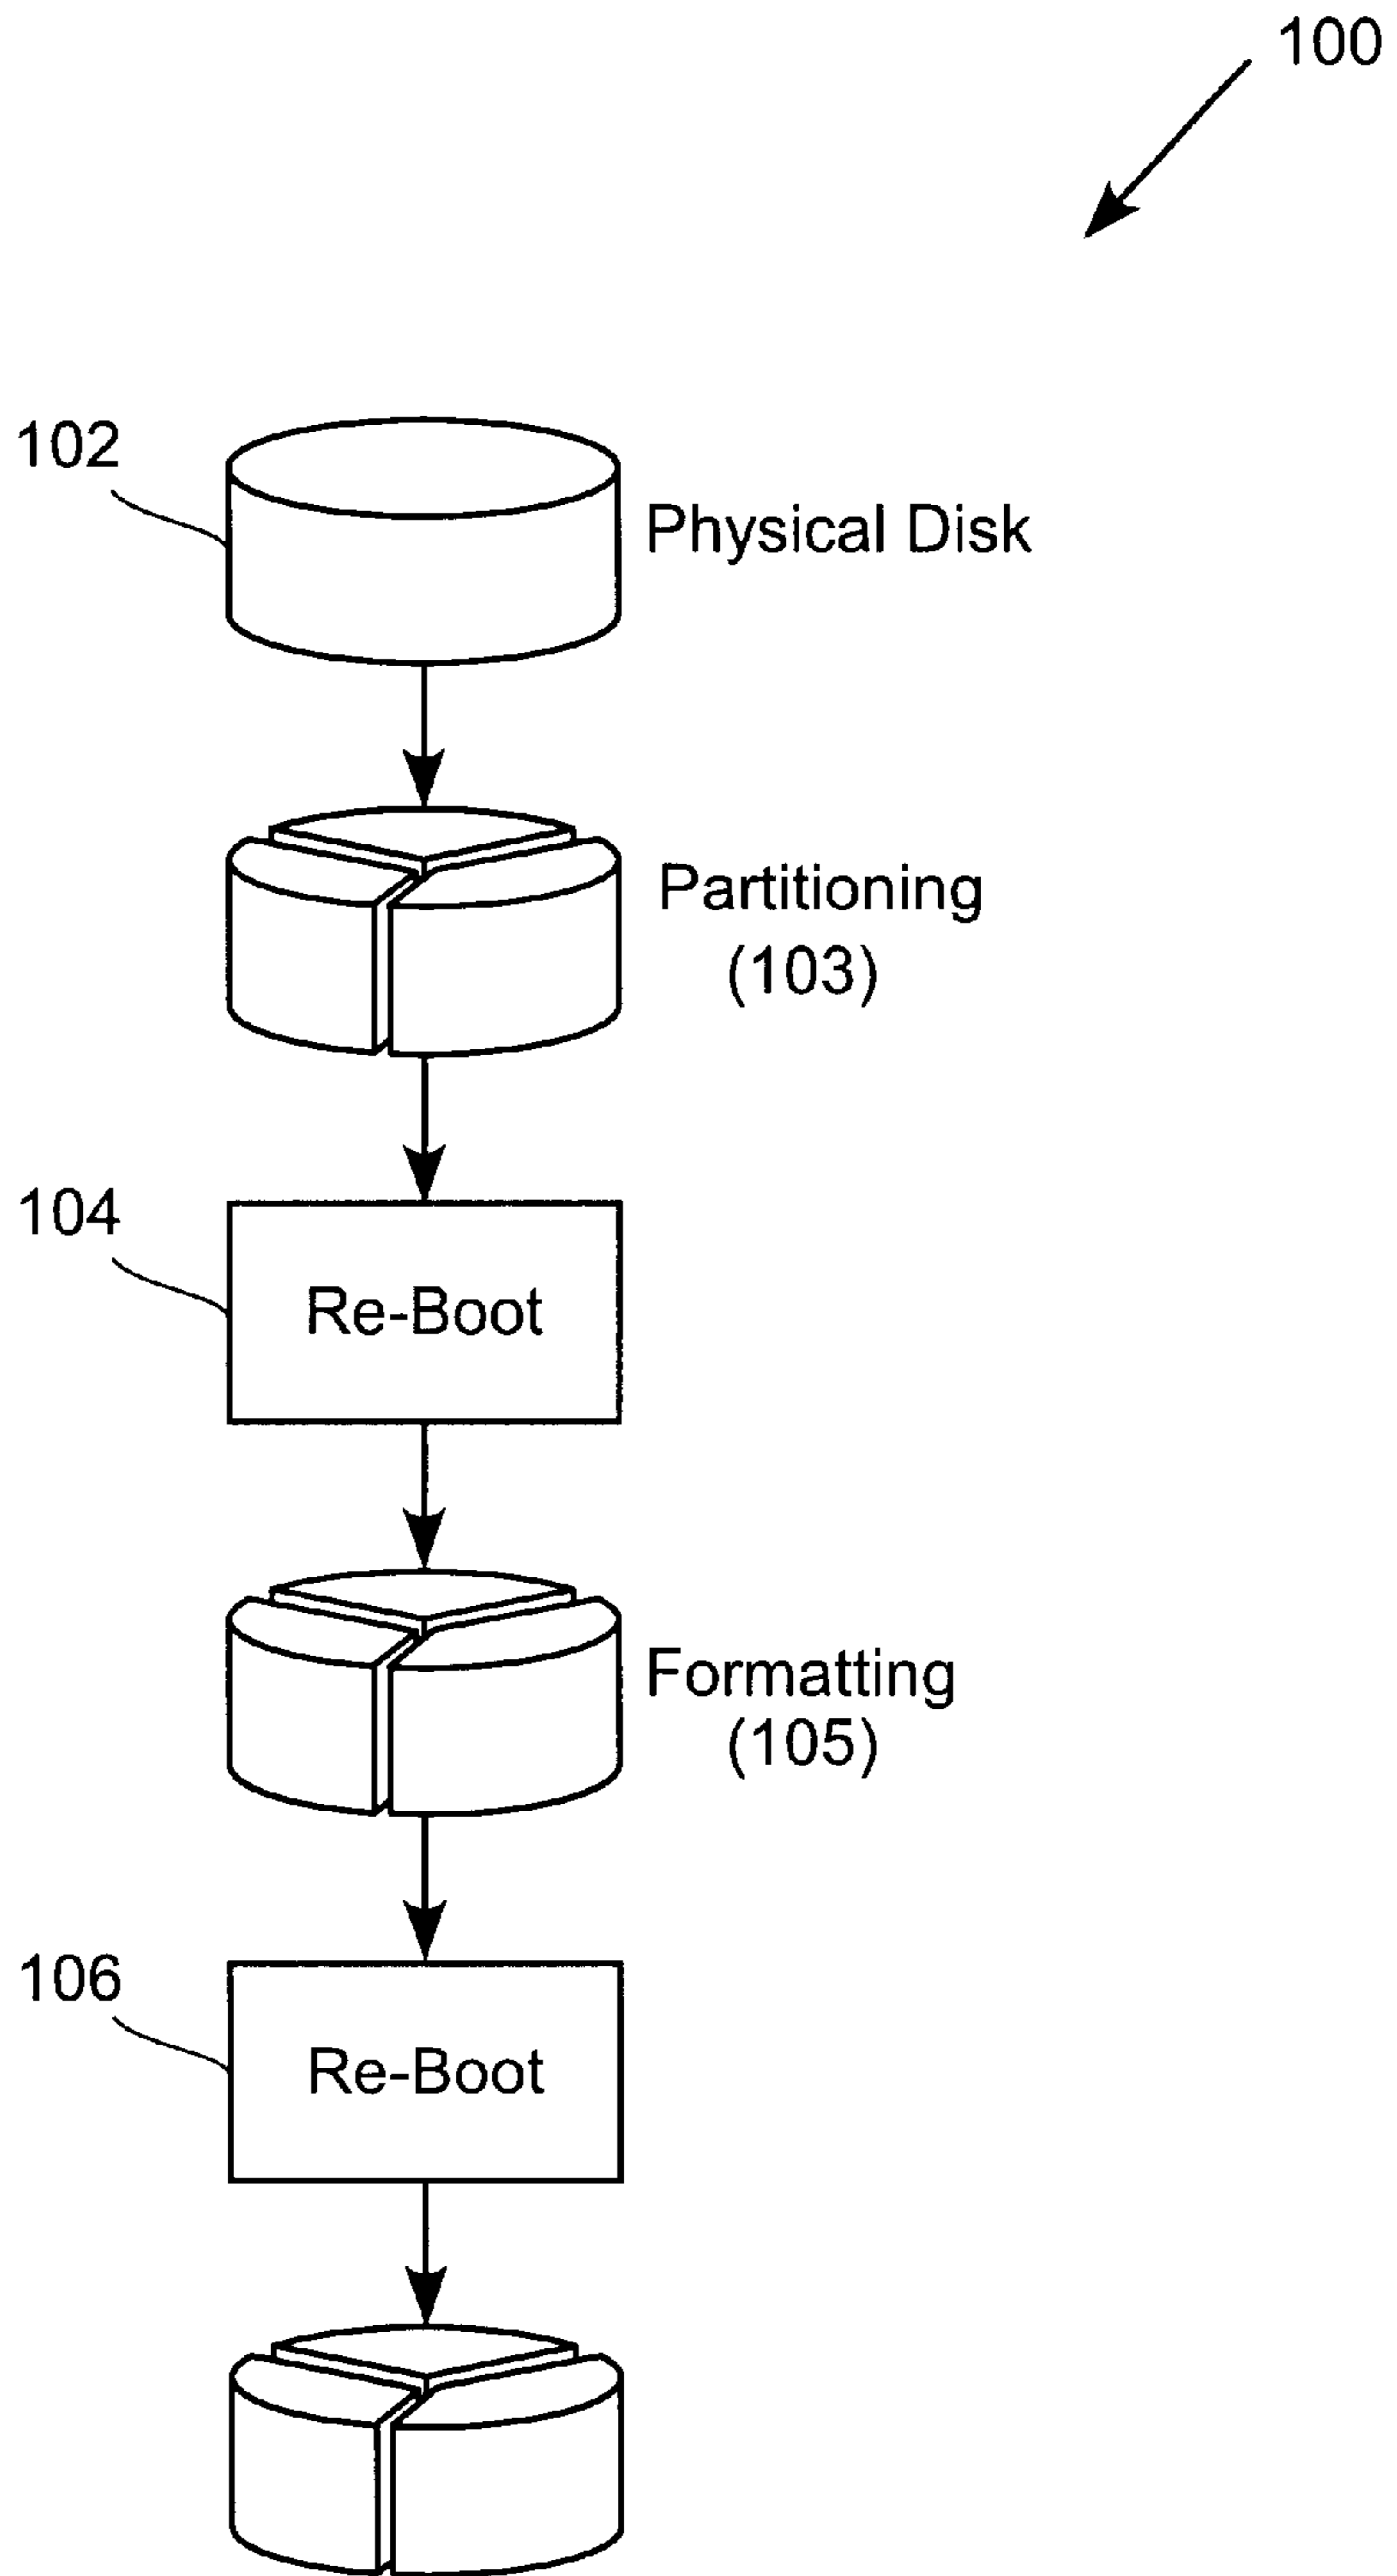 100
102
Physical Disk
Partitioning
(103)
104
Re-Boot
Formatting
(105)
106
Re-Boot